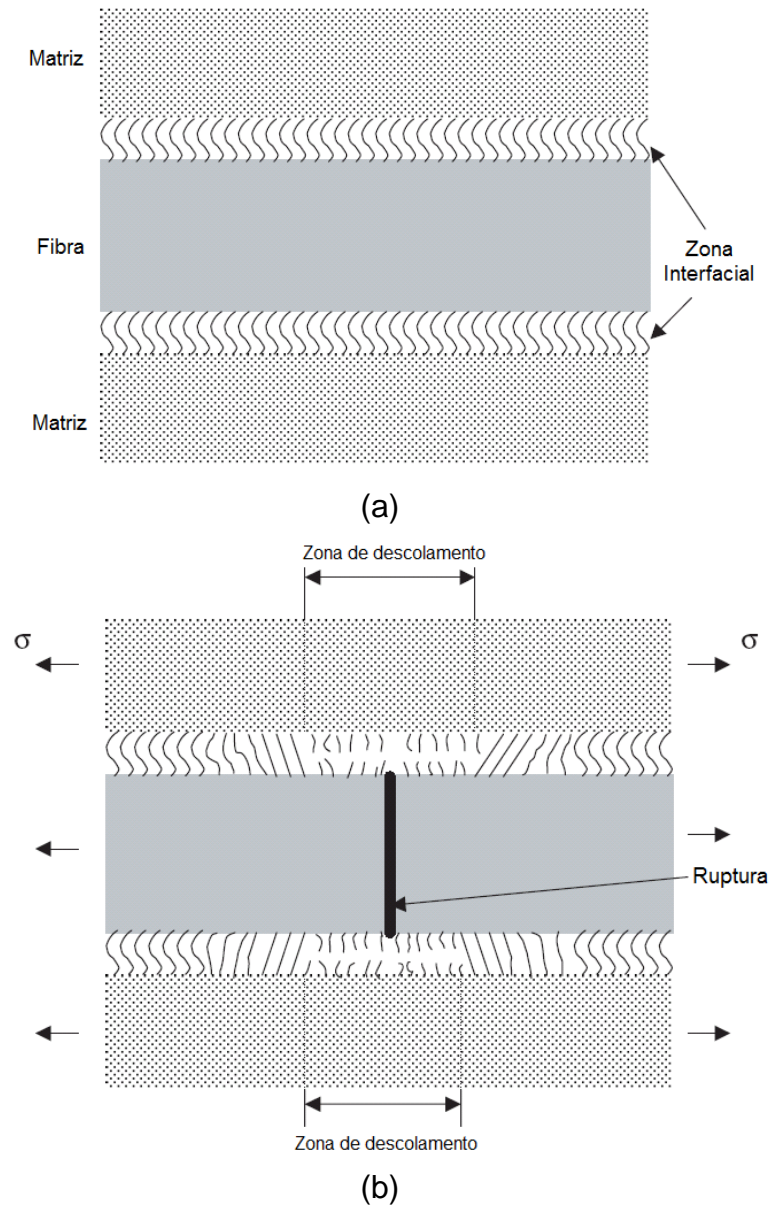 Matriz
Fibra
Zona
Interfacial
Matriz
(a)
Zona de descolamento
σ
σ
Ruptura
Zona de descolamento
(b)